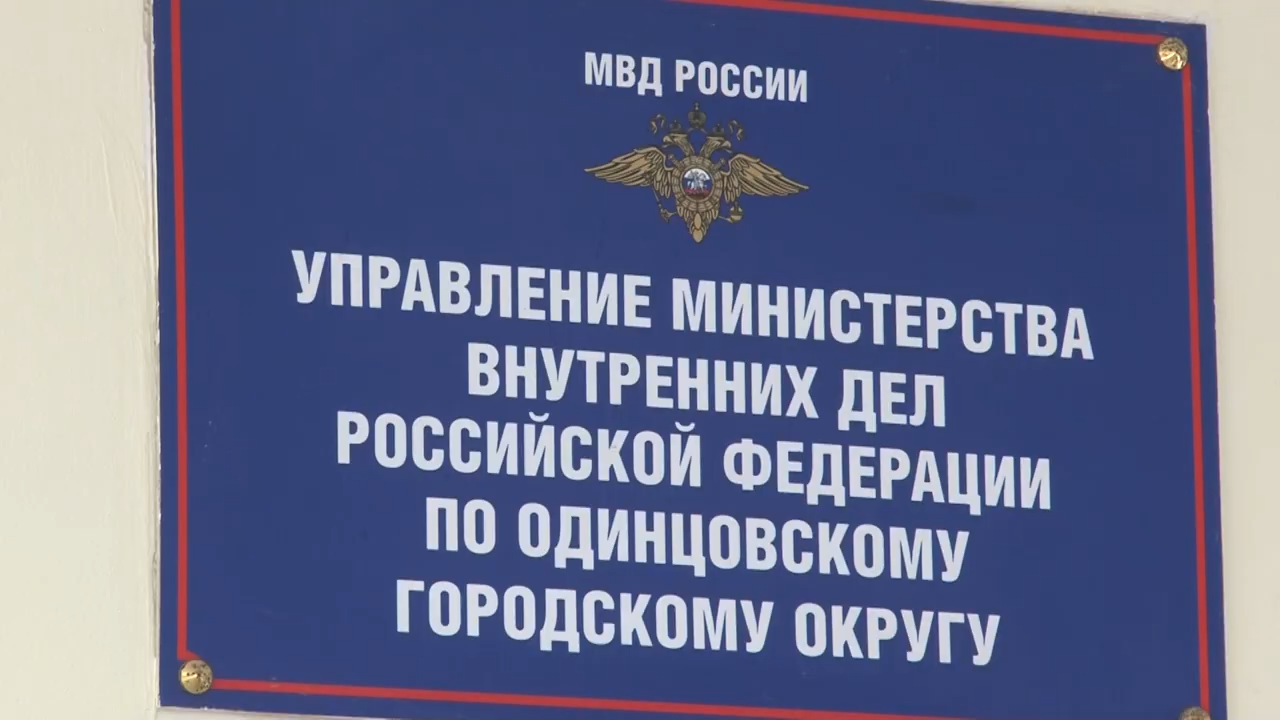 МВД РОССИИ
УПРАВЛЕНИЕ МИНИСТЕРСТВА
ВНУТРЕННИХ ДЕЛ
РОССИЙСКОЙ ФЕДЕРАЦИИ
ПО ОДИНЦОВСКОМУ
ГОРОДСКОМУ ОКРУГУ